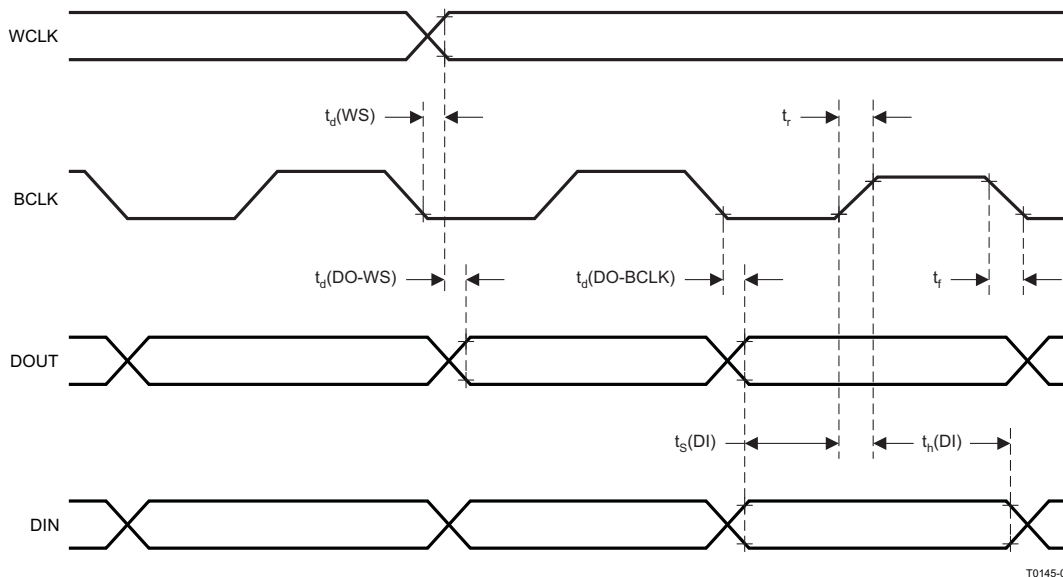 WCLK
td(WS)
tr
BCLK
td(DO-WS)
td(DO-BCLK)
tf
DOUT
tS(DI)
th(DI)
DIN
T0145-0